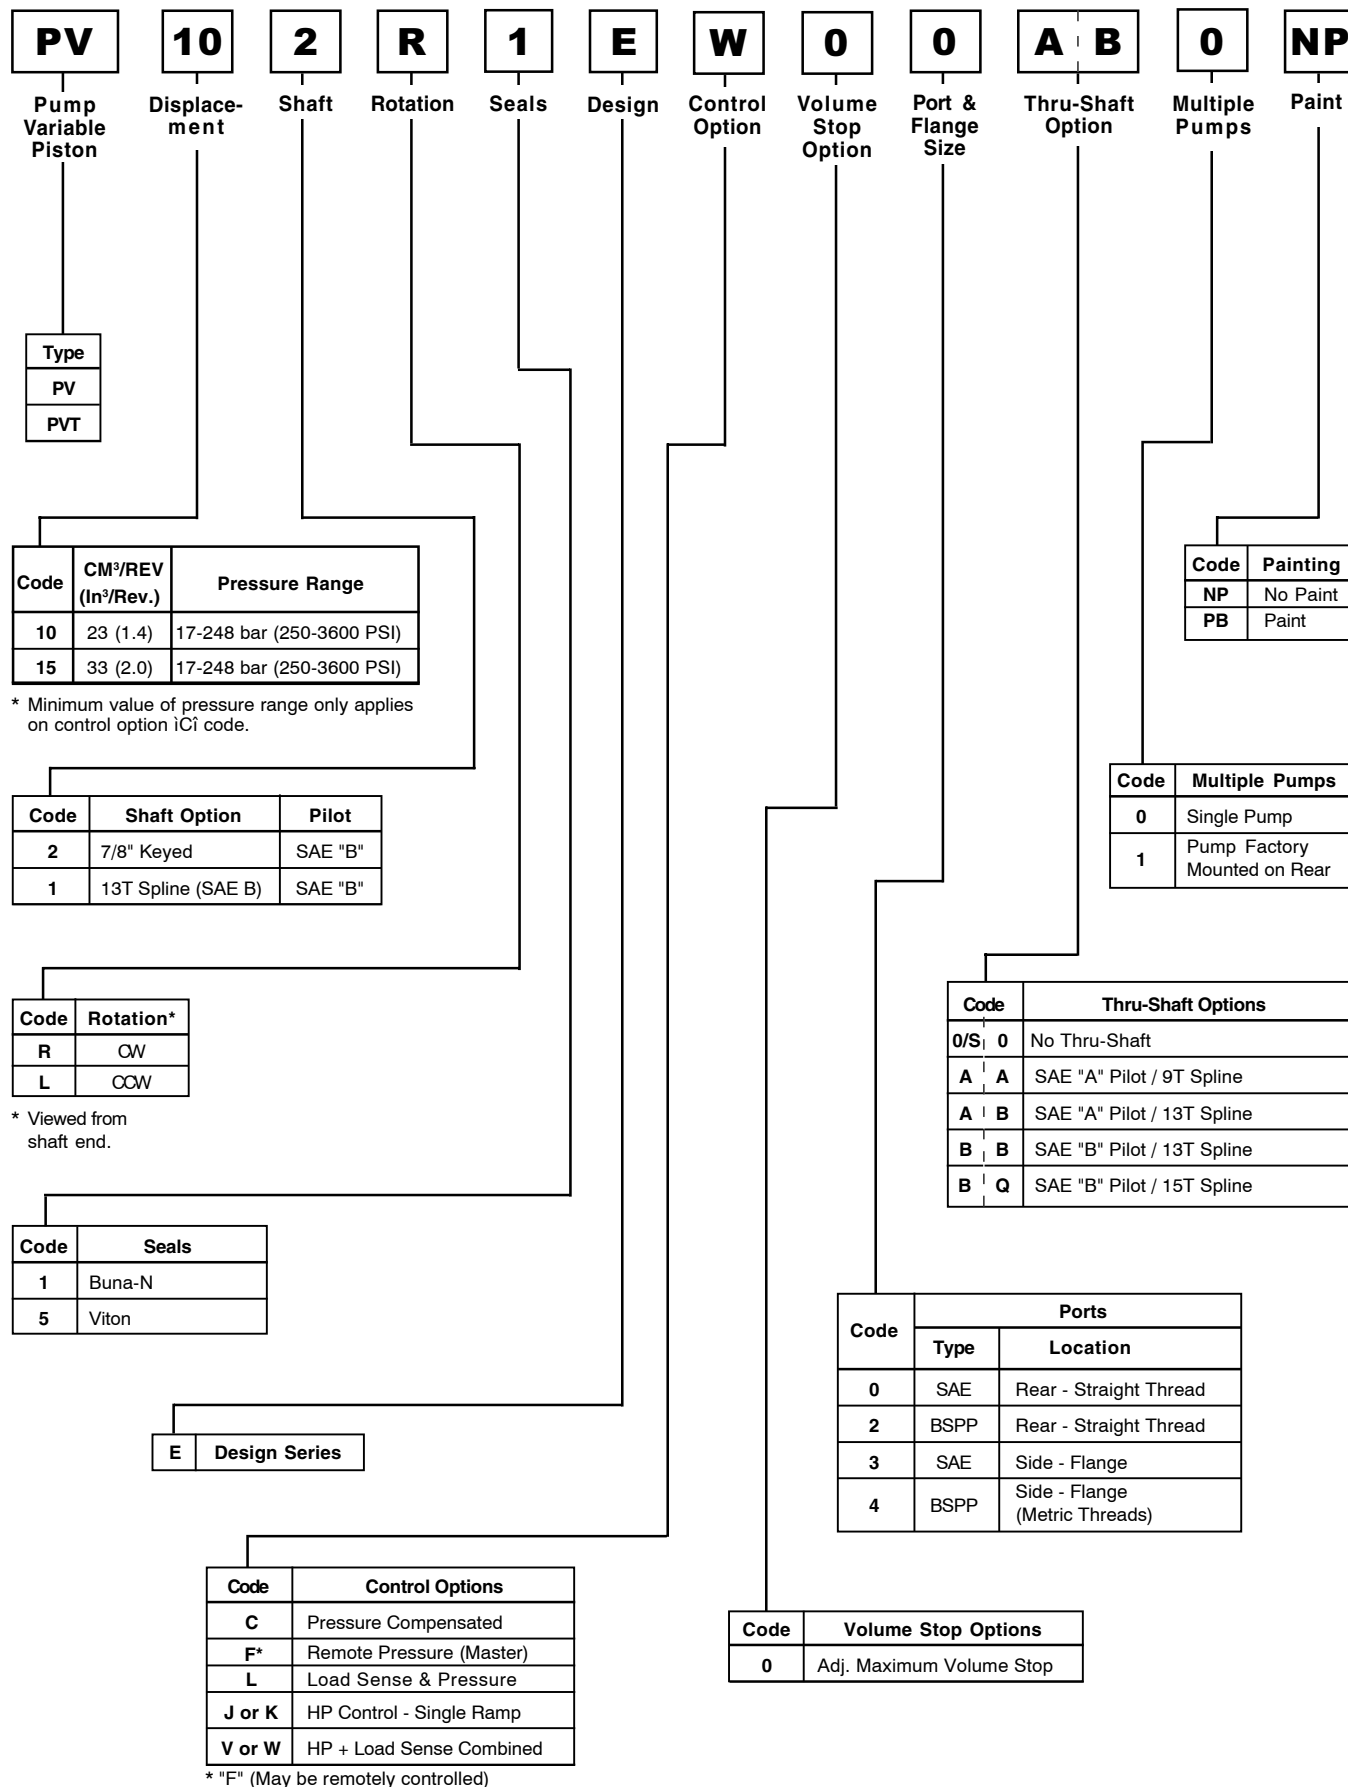 PV 10 2 R 1 E W 0 0 A B 0 NP
Pump Variable Piston
Displace-ment
Shaft
Rotation
Seals
Design
Control Option
Volume Stop Option
Port & Flange Size
Thru-Shaft Option
Multiple Pumps
Paint
Type
PV
PVT
Code CM³/REV (In³/Rev.) Pressure Range
10 23 (1.4) 17-248 bar (250-3600 PSI)
15 33 (2.0) 17-248 bar (250-3600 PSI)
* Minimum value of pressure range only applies
on control option ìCî code.
Code Painting
NP No Paint
PB Paint
Code Shaft Option Pilot
2 7/8" Keyed SAE "B"
1 13T Spline (SAE B) SAE "B"
Code Multiple Pumps
0 Single Pump
1 Pump Factory
Mounted on Rear
Code Rotation*
R CW
L CCW
* Viewed from
shaft end.
Code Thru-Shaft Options
0/S 0 No Thru-Shaft
A A SAE "A" Pilot / 9T Spline
A B SAE "A" Pilot / 13T Spline
B B SAE "B" Pilot / 13T Spline
B Q SAE "B" Pilot / 15T Spline
Code Seals
1 Buna-N
5 Viton
Code Ports
Type Location
0 SAE Rear - Straight Thread
2 BSPP Rear - Straight Thread
3 SAE Side - Flange
4 BSPP Side - Flange
(Metric Threads)
E Design Series
Code Control Options
C Pressure Compensated
F* Remote Pressure (Master)
L Load Sense & Pressure
J or K HP Control - Single Ramp
V or W HP + Load Sense Combined
* "F" (May be remotely controlled)
Code Volume Stop Options
0 Adj. Maximum Volume Stop